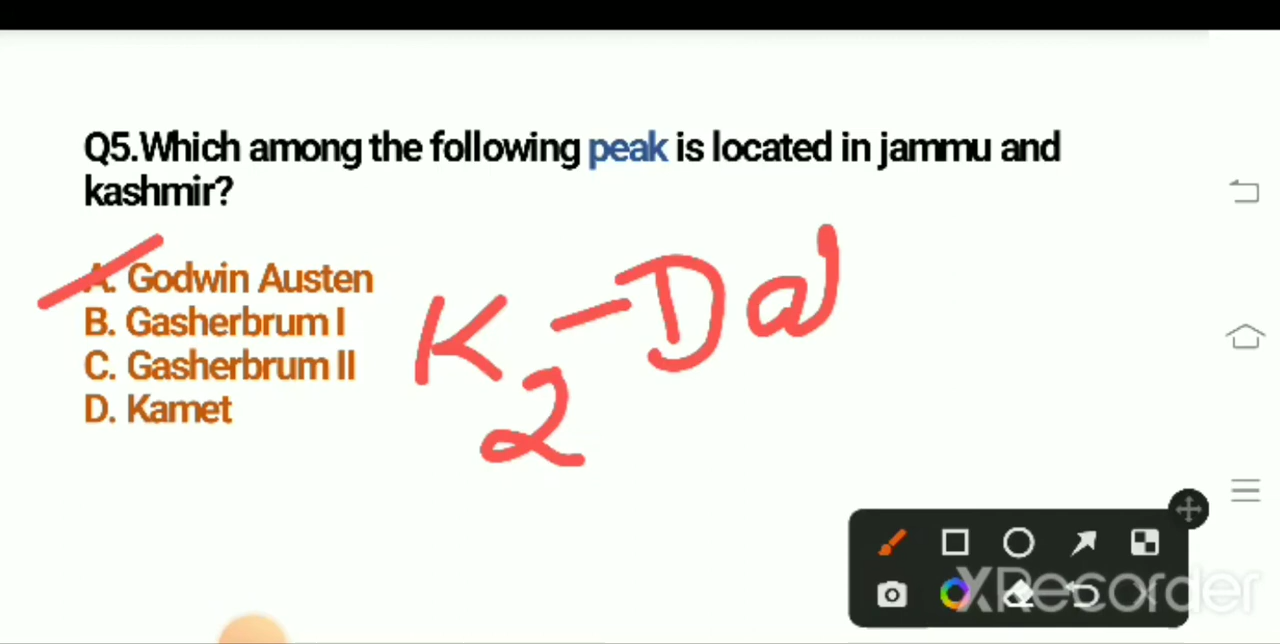 Q5.Which among the following peak is located in jammu and
kashmir?
A. Godwin Austen
B. Gasherbrum I
C. Gasherbrum II
D. Kamet
K2-Da
XRecorder